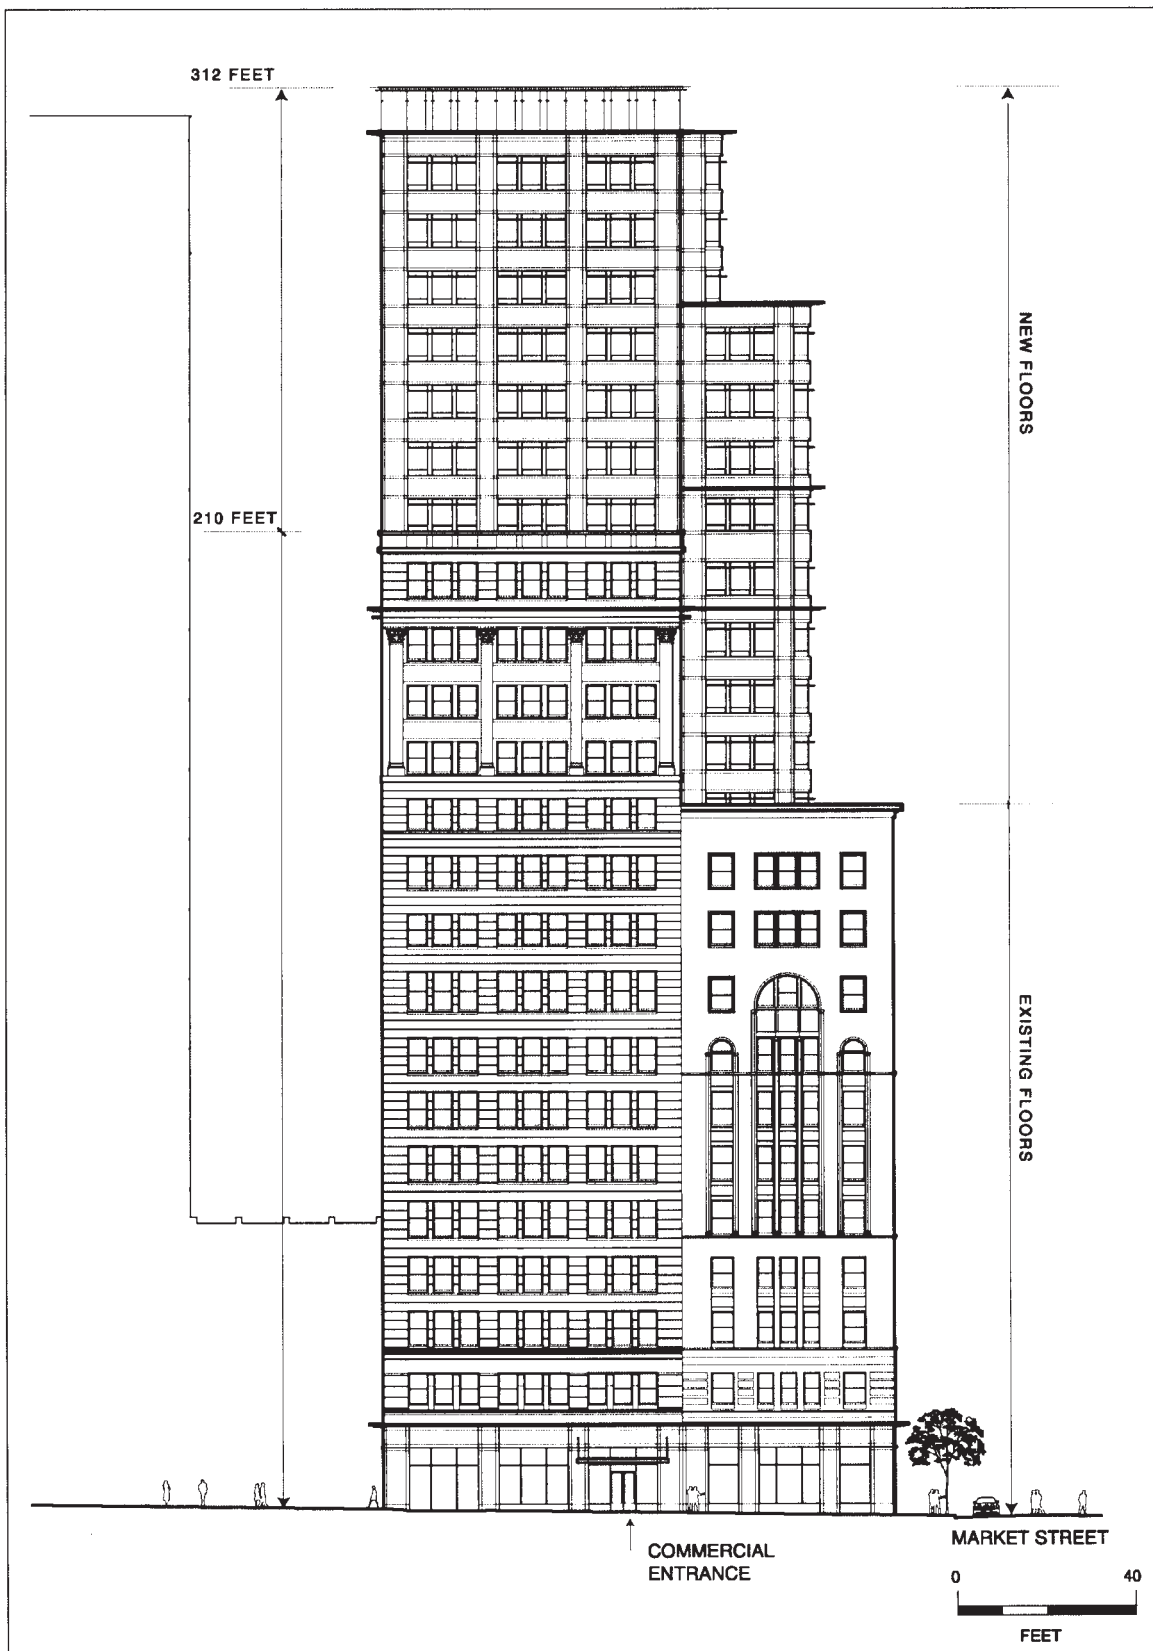 312 FEET
NEW FLOORS
210 FEET
EXISTING FLOORS
COMMERCIAL
ENTRANCE
MARKET STREET
0 40
FEET